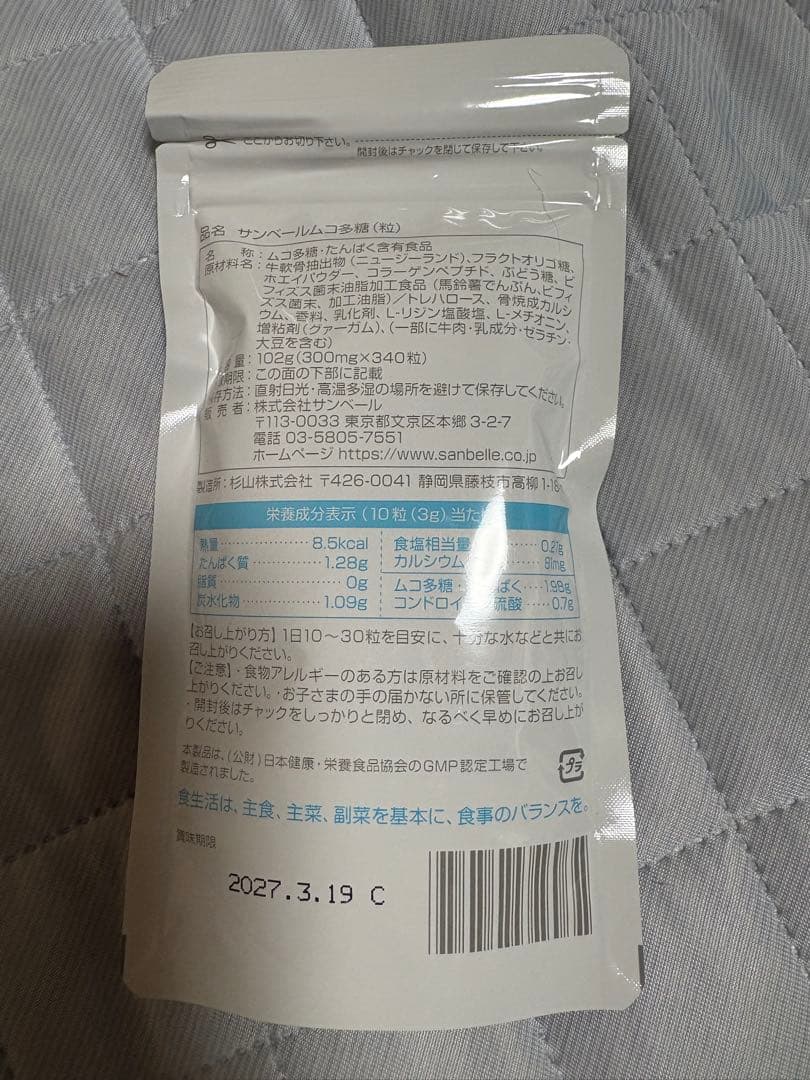 ここからお切り下さい。
開封後はチャックを閉じて保存して下さい。
品名 サンベールムコ多糖(粒)
名 称:ムコ多糖・たんぱく含有食品
原材料名:牛軟骨抽出物(ニュージーランド)、フラクトオリゴ糖、
ホエイパウダー、コラーゲンペプチド、ぶどう糖、ビ
フィズス菌末油脂加工食品(馬鈴薯でんぷん、ビフィ
ズス菌末、加工油脂)/トレハロース、骨焼成カルシ
ウム、香料、乳化剤、L-リジン塩酸塩、L-メチオニン、
増粘剤(グァーガム)、(一部に牛肉・乳成分・ゼラチン・
大豆を含む)
量:102g(300mg×340粒)
期限:この面の下部に記載
存方法:直射日光・高温多湿の場所を避けて保存してください。
販売者:株式会社サンベール
〒113-0033 東京都文京区本郷 3-2-7
電話 03-5805-7551
ホームページ https://www.sanbelle.co.jp
製造所:杉山株式会社 〒426-0041 静岡県藤枝市高柳 1-18-
栄養成分表示(10粒(3g)当た
熱量 8.5kcal 食塩相当量 0.27g
たんぱく質 1.28g カルシウム 81mg
脂質 0g ムコ多糖・ ぱく 1.98g
炭水化物 1.09g コンドロイ 硫酸 0.7g
【お召し上がり方】1日10~30粒を目安に、十分な水などと共にお
召し上がりください。
【ご注意】・食物アレルギーのある方は原材料をご確認の上お召し
上がりください。・お子さまの手の届かない所に保管してください。
・開封後はチャックをしっかりと閉め、なるべく早めにお召し上が
りください。
本製品は、(公財)日本健康・栄養食品協会のGMP認定工場で
製造されました。
プラ
食生活は、主食、主菜、副菜を基本に、食事のバランスを。
賞味期限
2027.3.19 C